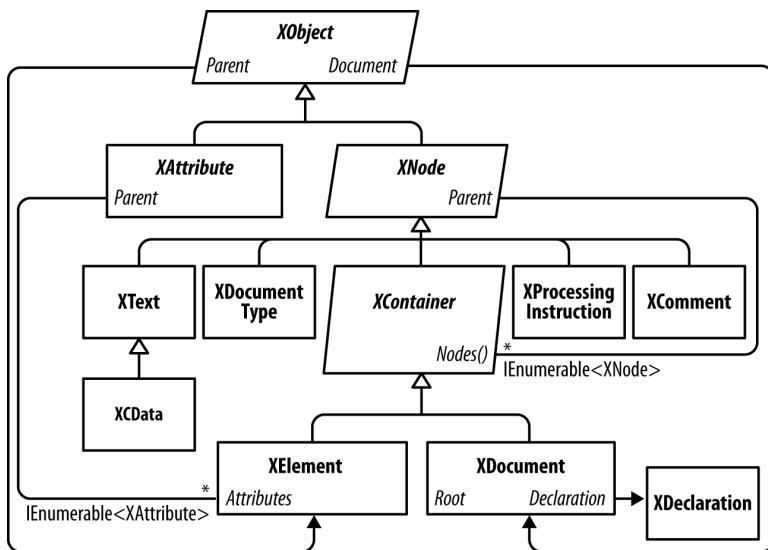 XObject
Parent Document
XAttribute
Parent
XNode
Parent
XText
XDocument
Type
XContainer
Nodes()
XProcessing
Instruction
XComment
*
IEnumerable<XNode>
XCData
XElement
Attributes
*
IEnumerable<XAttribute>
XDocument
Root Declaration
XDeclaration